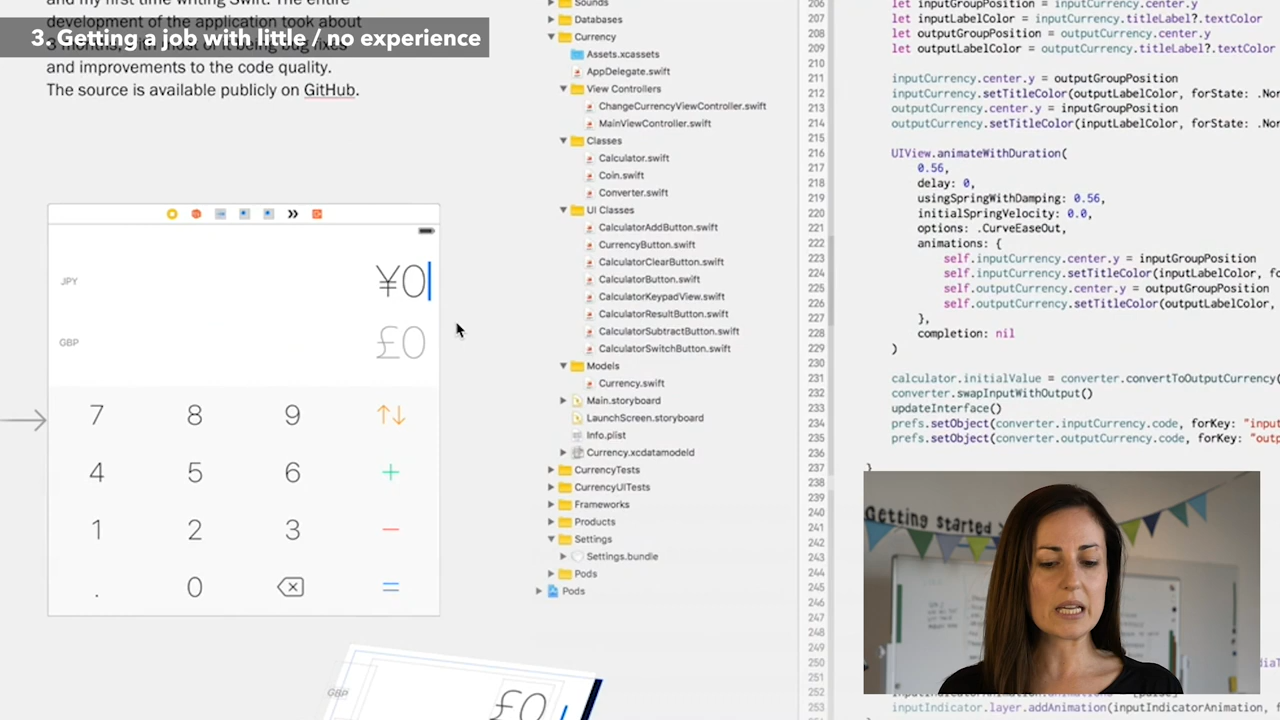 and my first time writing Swift. The entire
development of the application took about
3. Getting a job with little / no experience
and improvements to the code quality.
The source is available publicly on GitHub.
JPY
¥0
GBP
£0
7 8 9 ↑↓
4 5 6 +
1 2 3 −
. 0 =
GBP
£0
Sounds
Databases
Currency
Assets.xcassets
AppDelegate.swift
View Controllers
ChangeCurrencyViewController.swift
MainViewController.swift
Classes
Calculator.swift
Coin.swift
Converter.swift
UI Classes
CalculatorAddButton.swift
CurrencyButton.swift
CalculatorClearButton.swift
CalculatorButton.swift
CalculatorKeypadView.swift
CalculatorResultButton.swift
CalculatorSubtractButton.swift
CalculatorSwitchButton.swift
Models
Currency.swift
Main.storyboard
LaunchScreen.storyboard
Info.plist
Currency.xcdatamodeld
CurrencyTests
CurrencyUITests
Frameworks
Products
Settings
Settings.bundle
Pods
Pods
206 let inputGroupPosition = inputCurrency.center.y
207 let inputLabelColor = inputCurrency.titleLabel?.textColor
208 let outputGroupPosition = outputCurrency.center.y
209 let outputLabelColor = outputCurrency.titleLabel?.textColor
210
211 inputCurrency.center.y = outputGroupPosition
212 inputCurrency.setTitleColor(outputLabelColor, forState: .Nor
213 outputCurrency.center.y = inputGroupPosition
214 outputCurrency.setTitleColor(inputLabelColor, forState: .Nor
215
216 UIView.animateWithDuration(
217 0.56,
218 delay: 0,
219 usingSpringWithDamping: 0.56,
220 initialSpringVelocity: 0.0,
221 options: .CurveEaseOut,
222 animations: {
223 self.inputCurrency.center.y = inputGroupPosition
224 self.inputCurrency.setTitleColor(inputLabelColor, fo
225 self.outputCurrency.center.y = outputGroupPosition
226 self.outputCurrency.setTitleColor(outputLabelColor,
227 },
228 completion: nil
229 )
230
231 calculator.initialValue = converter.convertToOutputCurrency(
232 converter.swapInputWithOutput()
233 updateInterface()
234 prefs.setObject(converter.inputCurrency.code, forKey: "input
235 prefs.setObject(converter.outputCurrency.code, forKey: "outp
236
237 }
238
239
240
241
242
243
244
245
246
247
248
249
250
251
252
253 inputIndicator.layer.addAnimation(inputIndicatorAnimation, f
Getting started